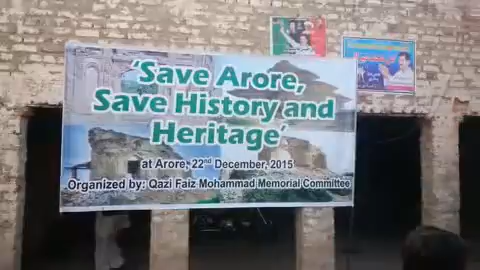 'Save Arore,
Save History and
Heritage'
at Arore, 22nd December, 2015
Organized by: Qazi Faiz Mohammad Memorial Committee